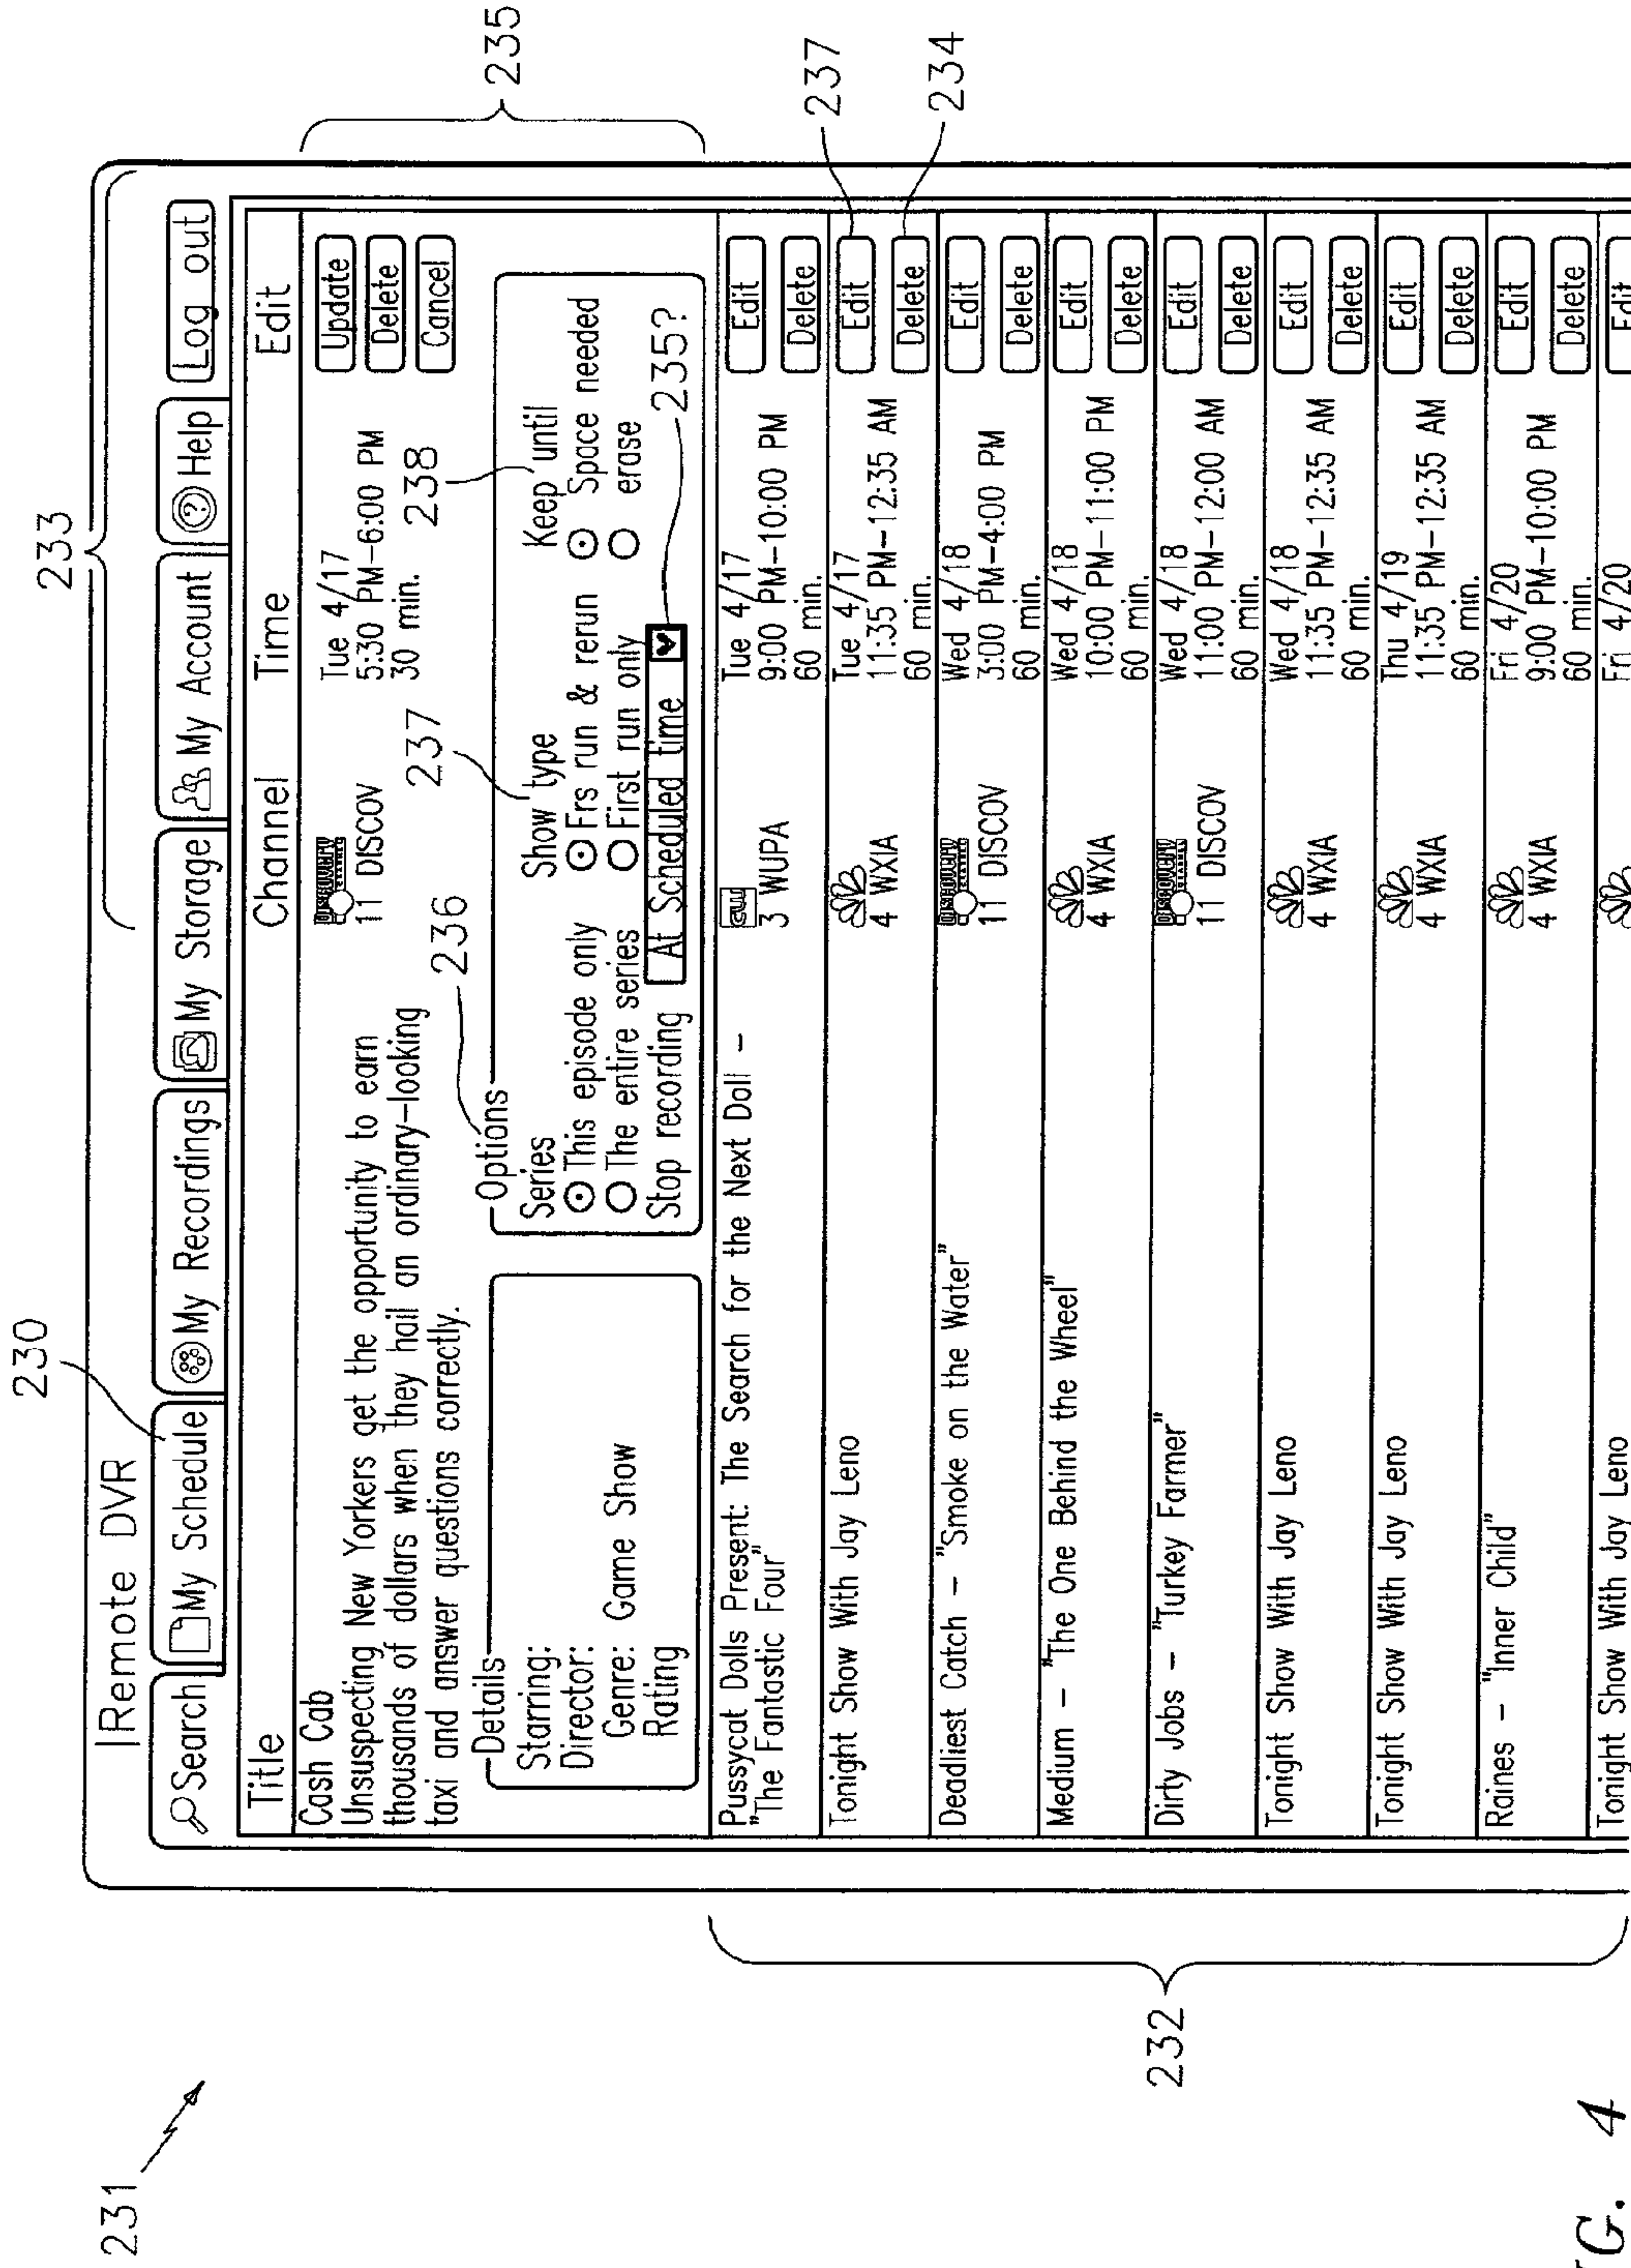 233
230
Remote DVR
Search
My Schedule
My Recordings
My Storage
My Account
Help
Log out
Title
Channel
Time
Edit
235
Cash Cab
Unsuspecting New Yorkers get the opportunity to earn
thousands of dollars when they hail an ordinary-looking
taxi and answer questions correctly.
11 DISCOV
Tue 4/17
5:30 PM-6:00 PM
30 min.
Update
Delete
Cancel
236
237
238
Details
Starring:
Director:
Genre: Game Show
Rating
Options
Series
This episode only
The entire series
Show type
Frs run & rerun
First run only
Keep until
Space needed
erase
Stop recording
At Scheduled time
235?
Pussycat Dolls Present: The Search for the Next Doll -
"The Fantastic Four"
CW
3 WUPA
Tue 4/17
9:00 PM-10:00 PM
60 min.
Edit
Delete
Tonight Show With Jay Leno
4 WXIA
Tue 4/17
11:35 PM-12:35 AM
60 min.
Edit
Delete
237
234
Deadliest Catch - "Smoke on the Water"
11 DISCOV
Wed 4/18
3:00 PM-4:00 PM
60 min.
Edit
Delete
Medium - "The One Behind the Wheel"
4 WXIA
Wed 4/18
10:00 PM-11:00 PM
60 min.
Edit
Delete
Dirty Jobs - "Turkey Farmer"
11 DISCOV
Wed 4/18
11:00 PM-12:00 AM
60 min.
Edit
Delete
Tonight Show With Jay Leno
4 WXIA
Wed 4/18
11:35 PM-12:35 AM
60 min.
Edit
Delete
Tonight Show With Jay Leno
4 WXIA
Thu 4/19
11:35 PM-12:35 AM
60 min.
Edit
Delete
Raines - "Inner Child"
4 WXIA
Fri 4/20
9:00 PM-10:00 PM
60 min.
Edit
Delete
Tonight Show With Jay Leno
Fri 4/20
Edit
232
231
4